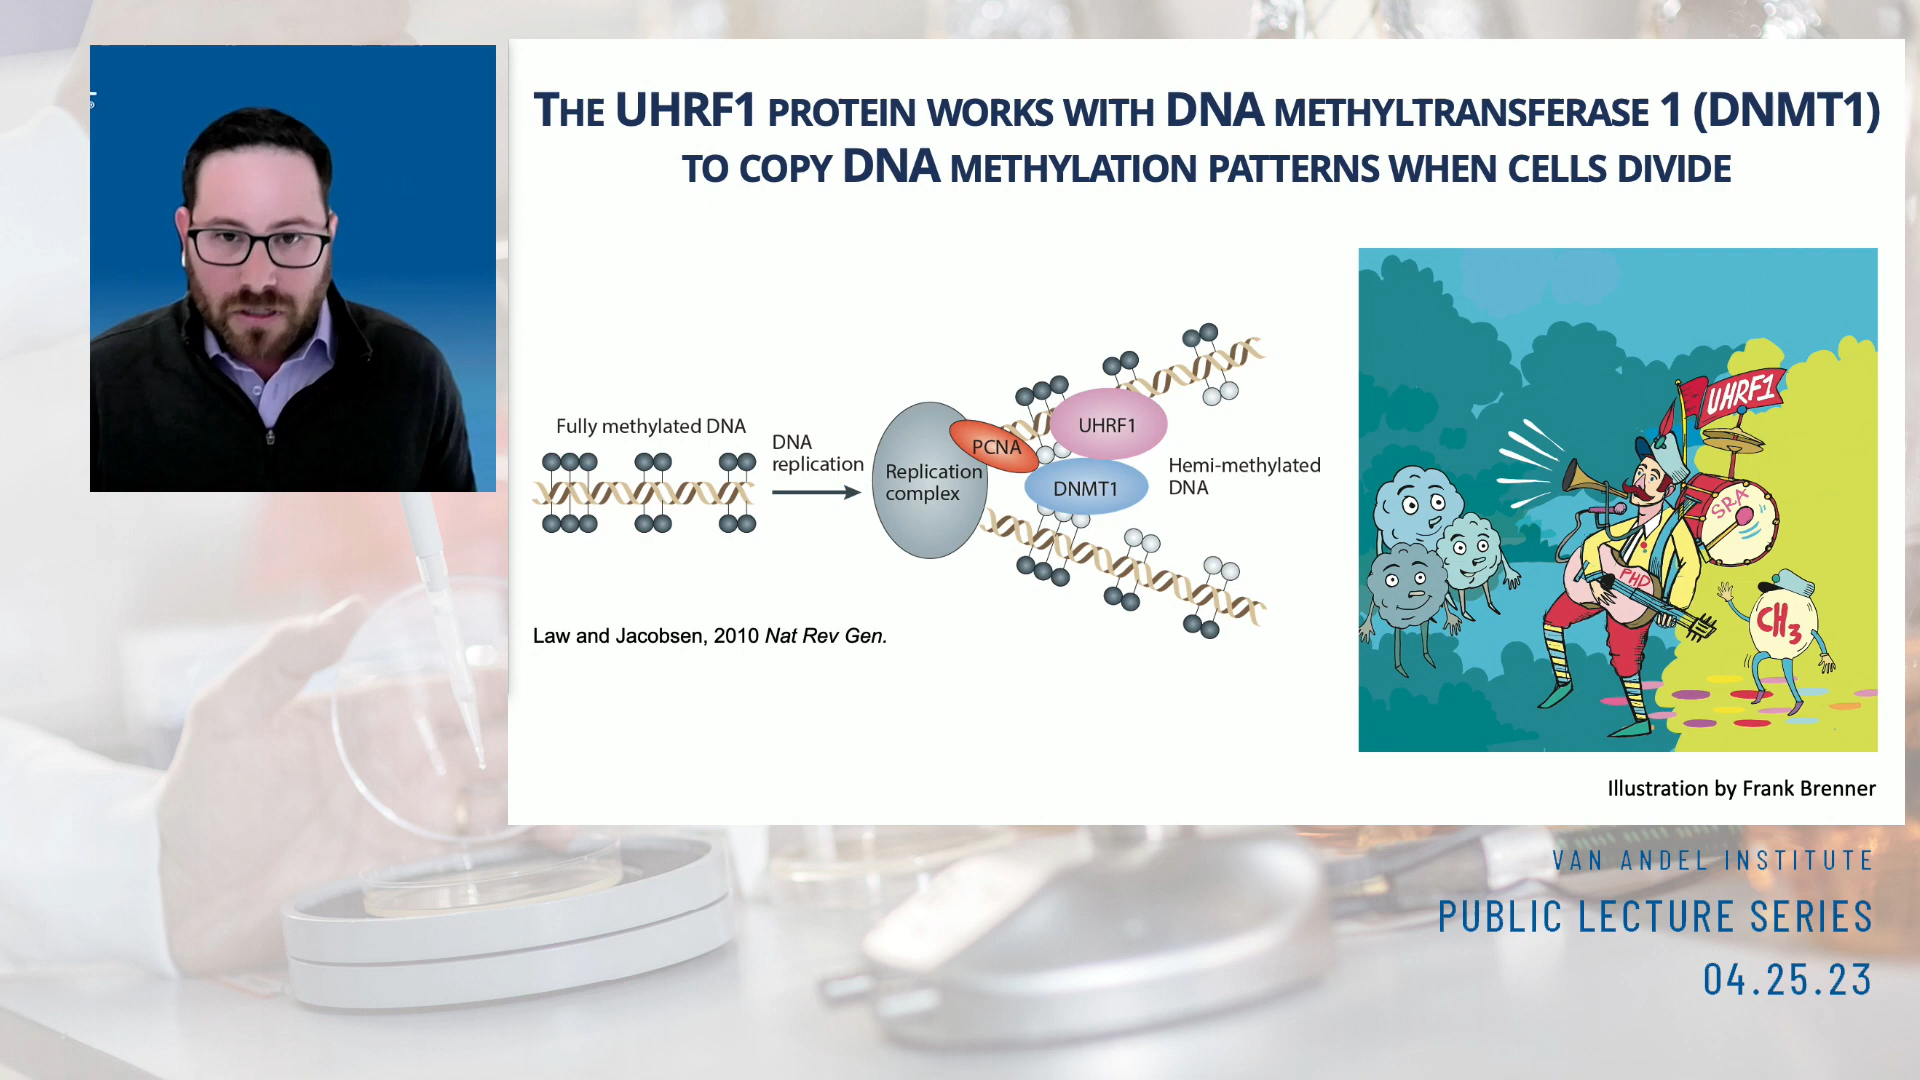 THE UHRF1 PROTEIN WORKS WITH DNA METHYLTRANSFERASE 1 (DNMT1)
TO COPY DNA METHYLATION PATTERNS WHEN CELLS DIVIDE
Fully methylated DNA
DNA
replication
Replication
complex
PCNA
UHRF1
DNMT1
Hemi-methylated
DNA
Law and Jacobsen, 2010 Nat Rev Gen.
UHRF1
SRA
PHD
CH3
Illustration by Frank Brenner
VAN ANDEL INSTITUTE
PUBLIC LECTURE SERIES
04.25.23